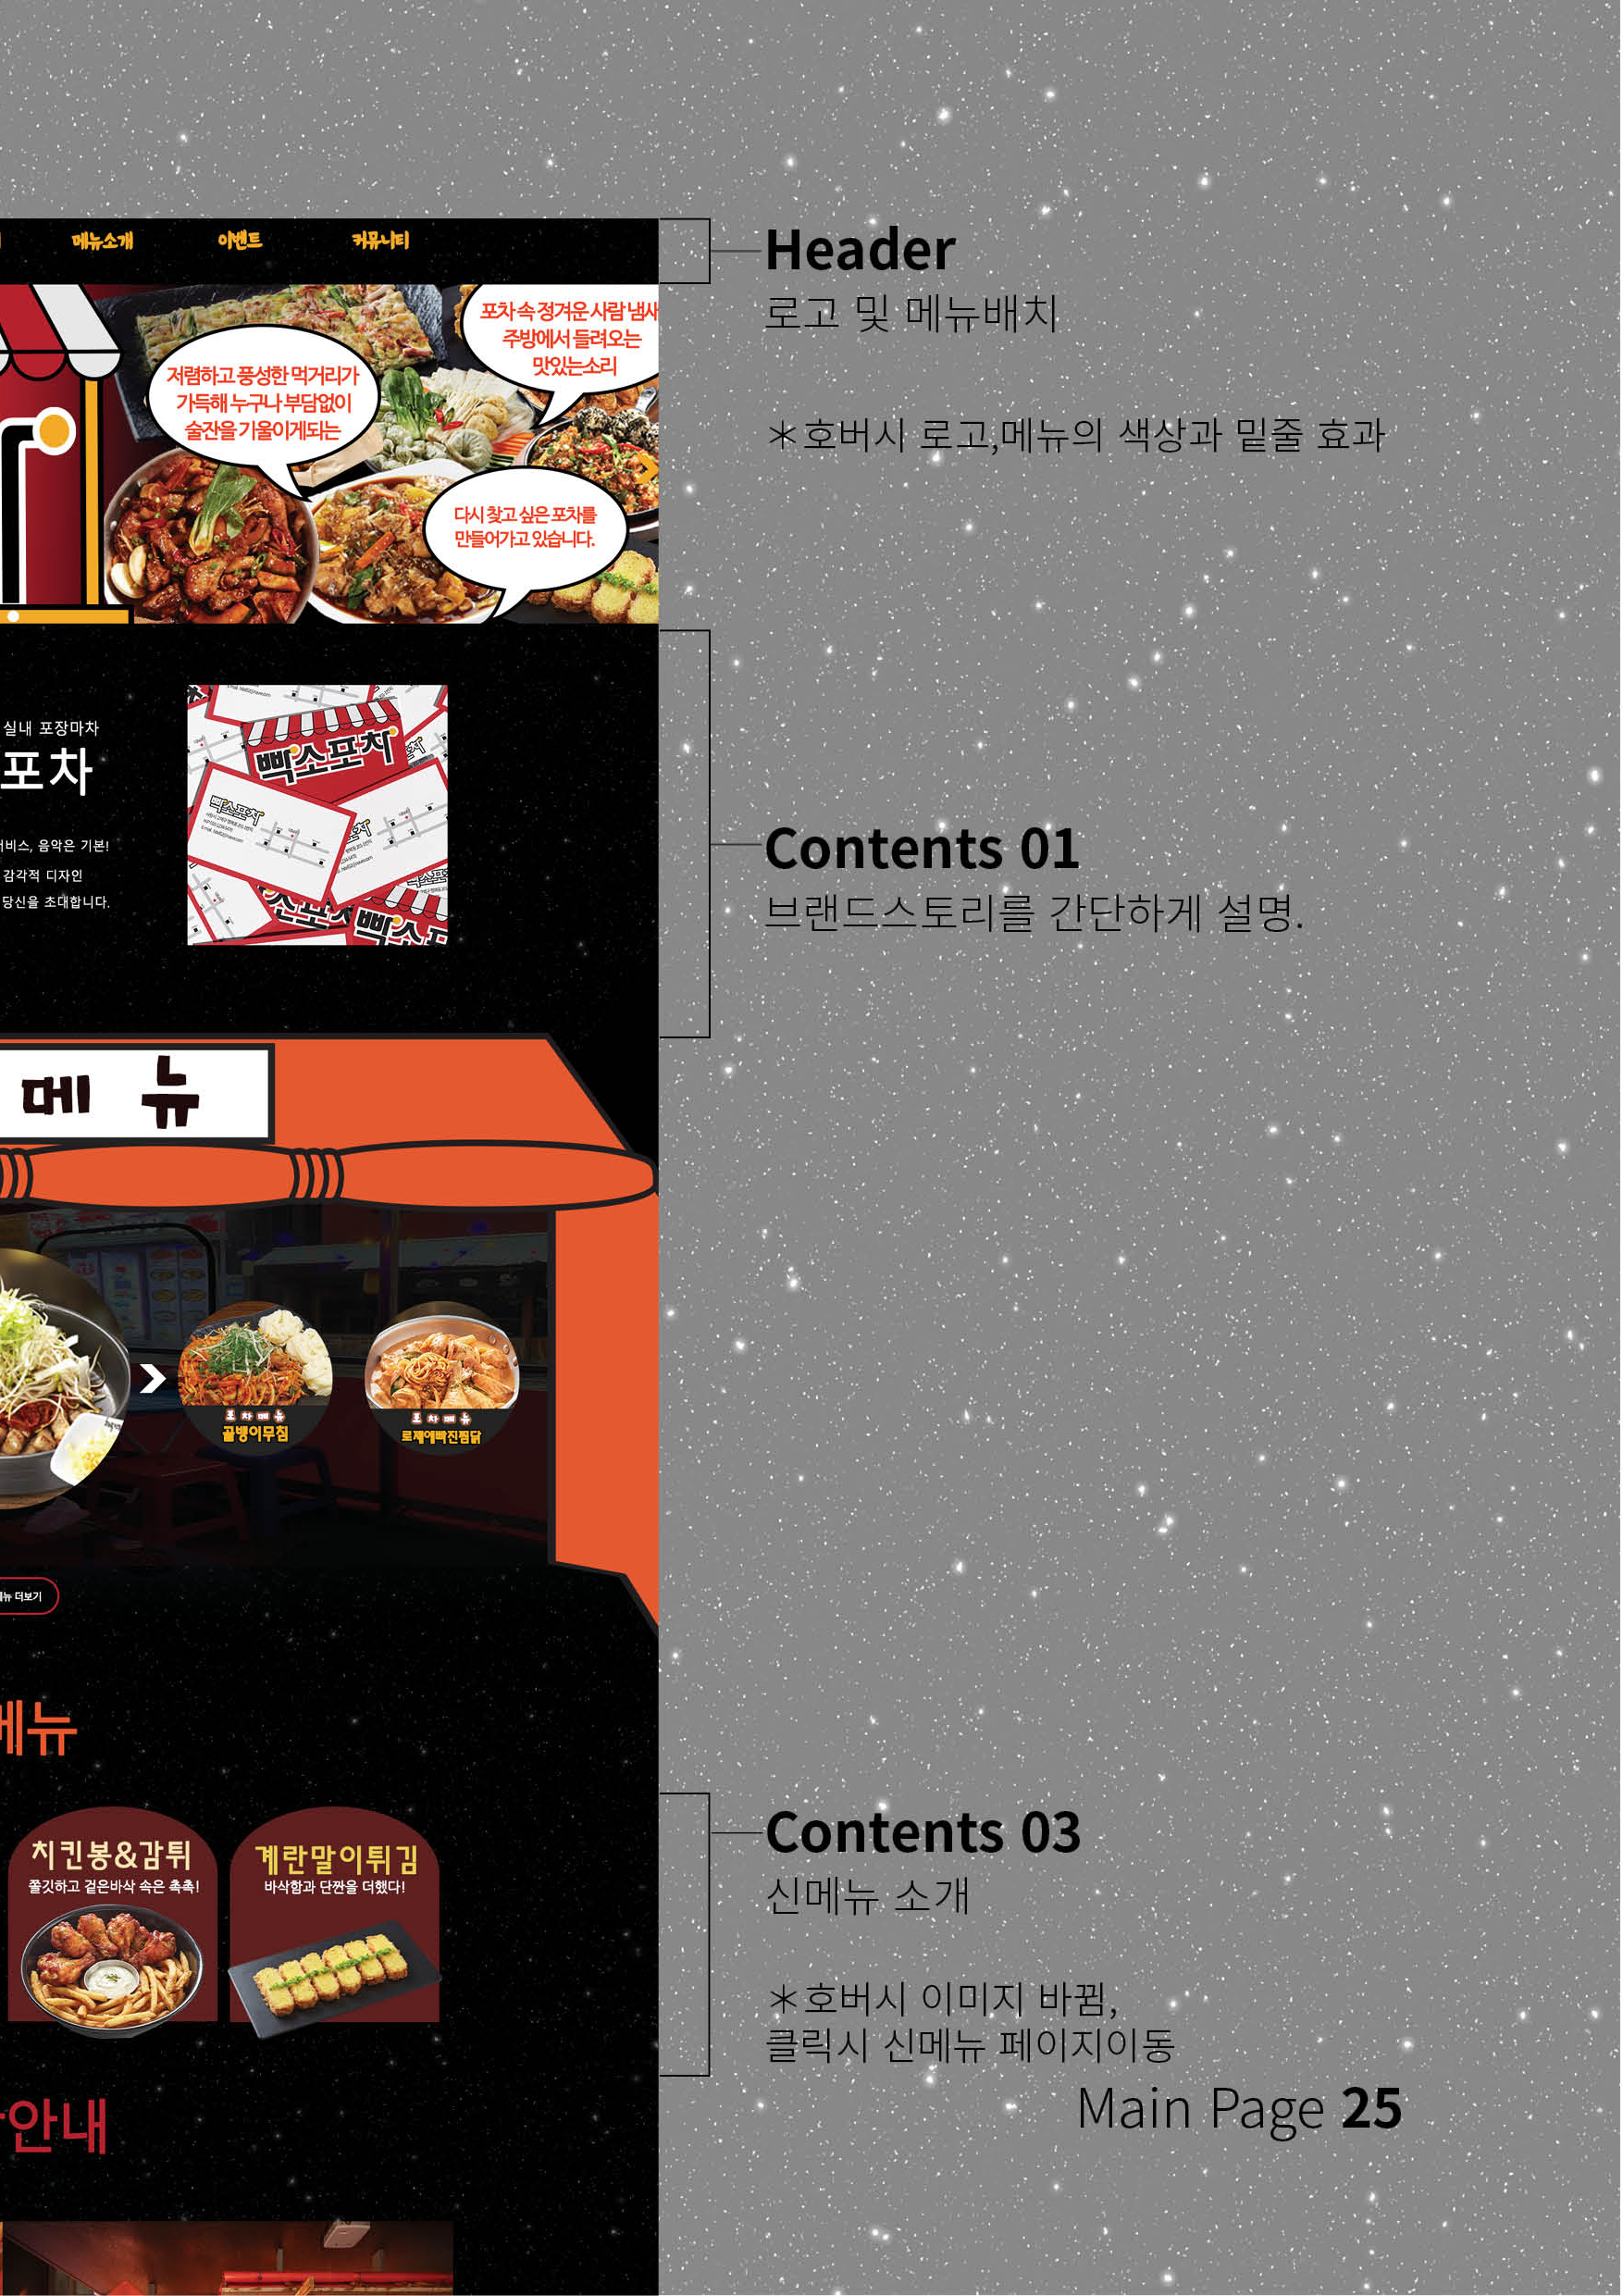 메뉴소개
이벤트
커뮤니티
포차 속 정겨운 사람 냄새
주방에서 들려오는
맛있는소리
저렴하고 풍성한 먹거리가
가득해 누구나 부담없이
술잔을 기울이게되는
다시 찾고 싶은 포차를
만들어가고 있습니다.
Header
로고 및 메뉴배치
*호버시 로고,메뉴의 색상과 밑줄 효과
실내 포장마차
포차
음악은 기본!
감각적 디자인
당신을 초대합니다.
빡소포차
빡소포차
Contents 01
브랜드스토리를 간단하게 설명.
메 뉴
포 차 메 뉴
골뱅이무침
포 차 메 뉴
로제에빠진찜닭
더보기
메뉴
치킨봉&감튀
쫄깃하고 겉은바삭 속은 촉촉!
계란말이튀김
바삭함과 단짠을 더했다!
Contents 03
신메뉴 소개
*호버시 이미지 바뀜,
클릭시 신메뉴 페이지이동
안내
Main Page 25